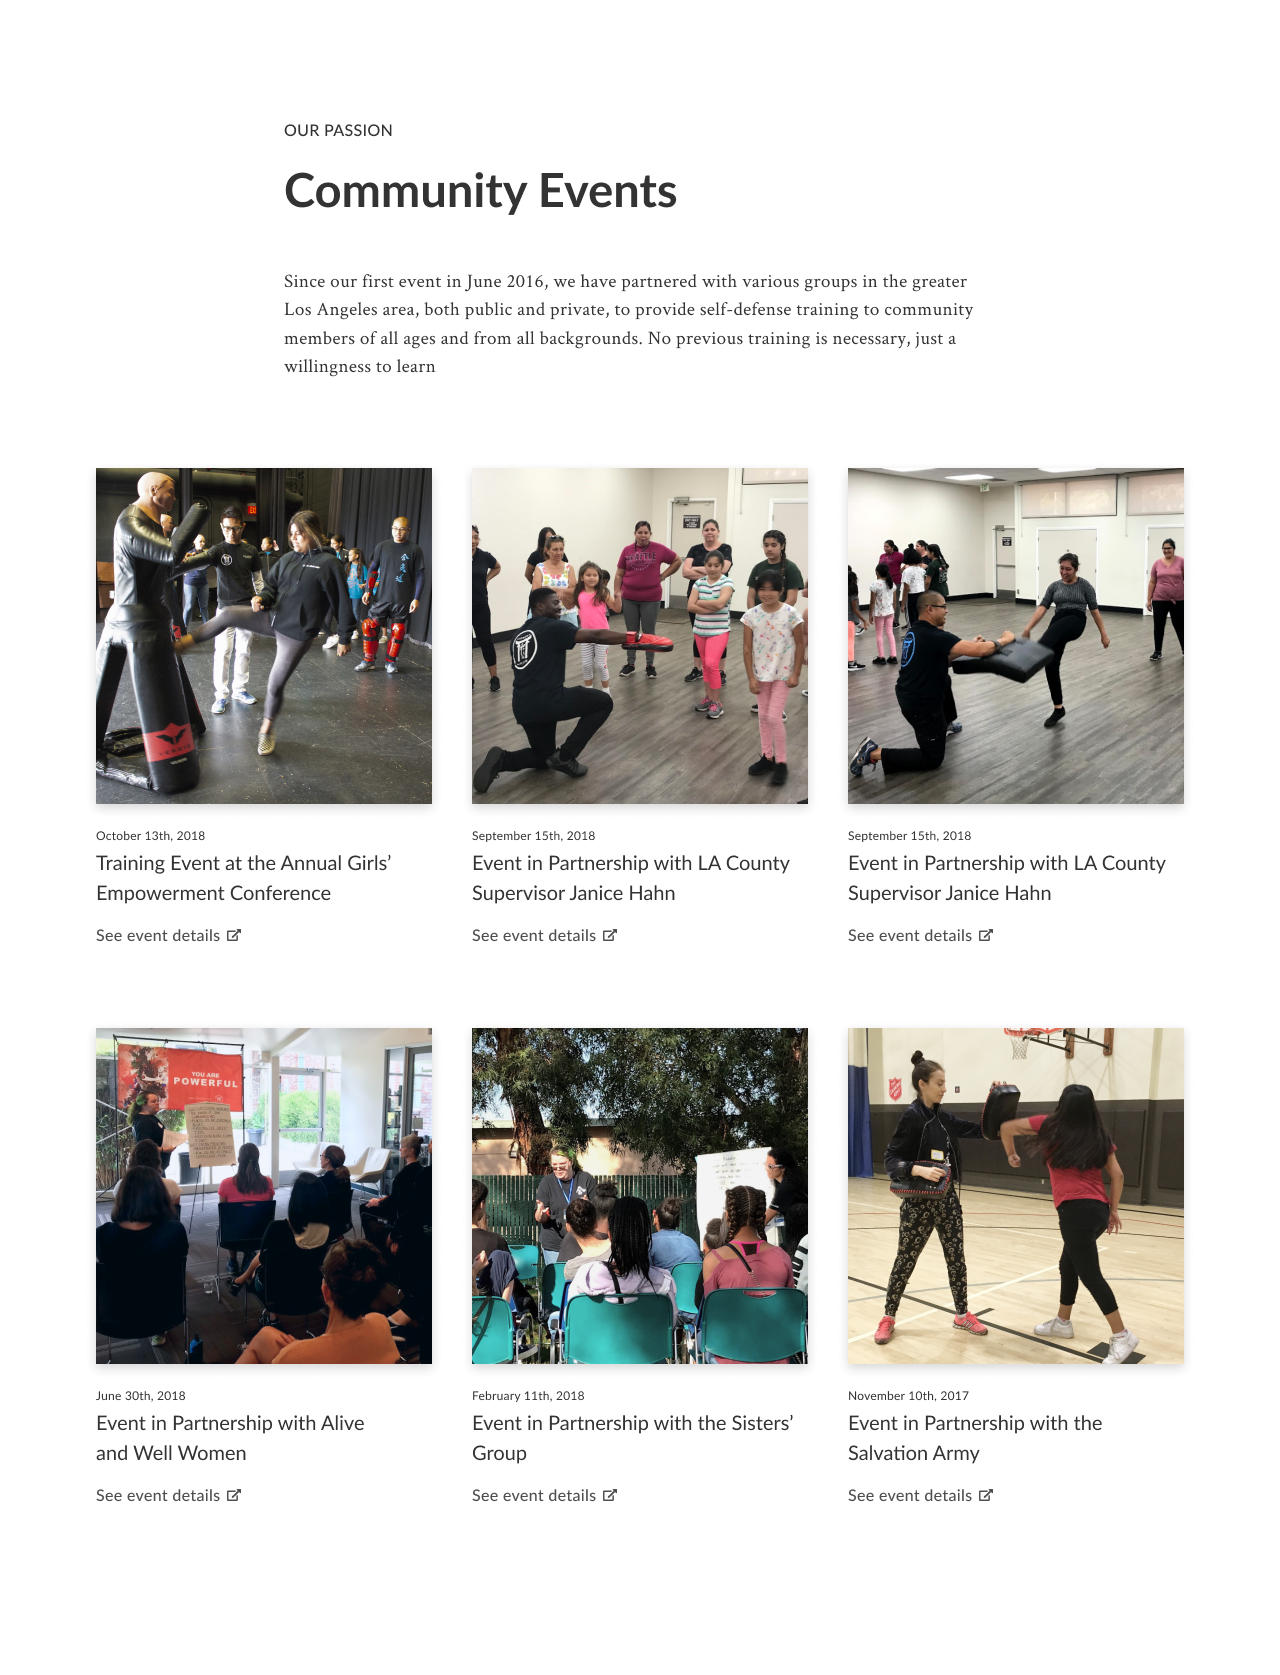 OUR PASSION
Community Events
Since our first event in June 2016, we have partnered with various groups in the greater
Los Angeles area, both public and private, to provide self-defense training to community
members of all ages and from all backgrounds. No previous training is necessary, just a
willingness to learn
October 13th, 2018
Training Event at the Annual Girls’
Empowerment Conference
See event details
September 15th, 2018
Event in Partnership with LA County
Supervisor Janice Hahn
See event details
September 15th, 2018
Event in Partnership with LA County
Supervisor Janice Hahn
See event details
YOU ARE
POWERFUL
June 30th, 2018
Event in Partnership with Alive
and Well Women
See event details
February 11th, 2018
Event in Partnership with the Sisters’
Group
See event details
November 10th, 2017
Event in Partnership with the
Salvation Army
See event details